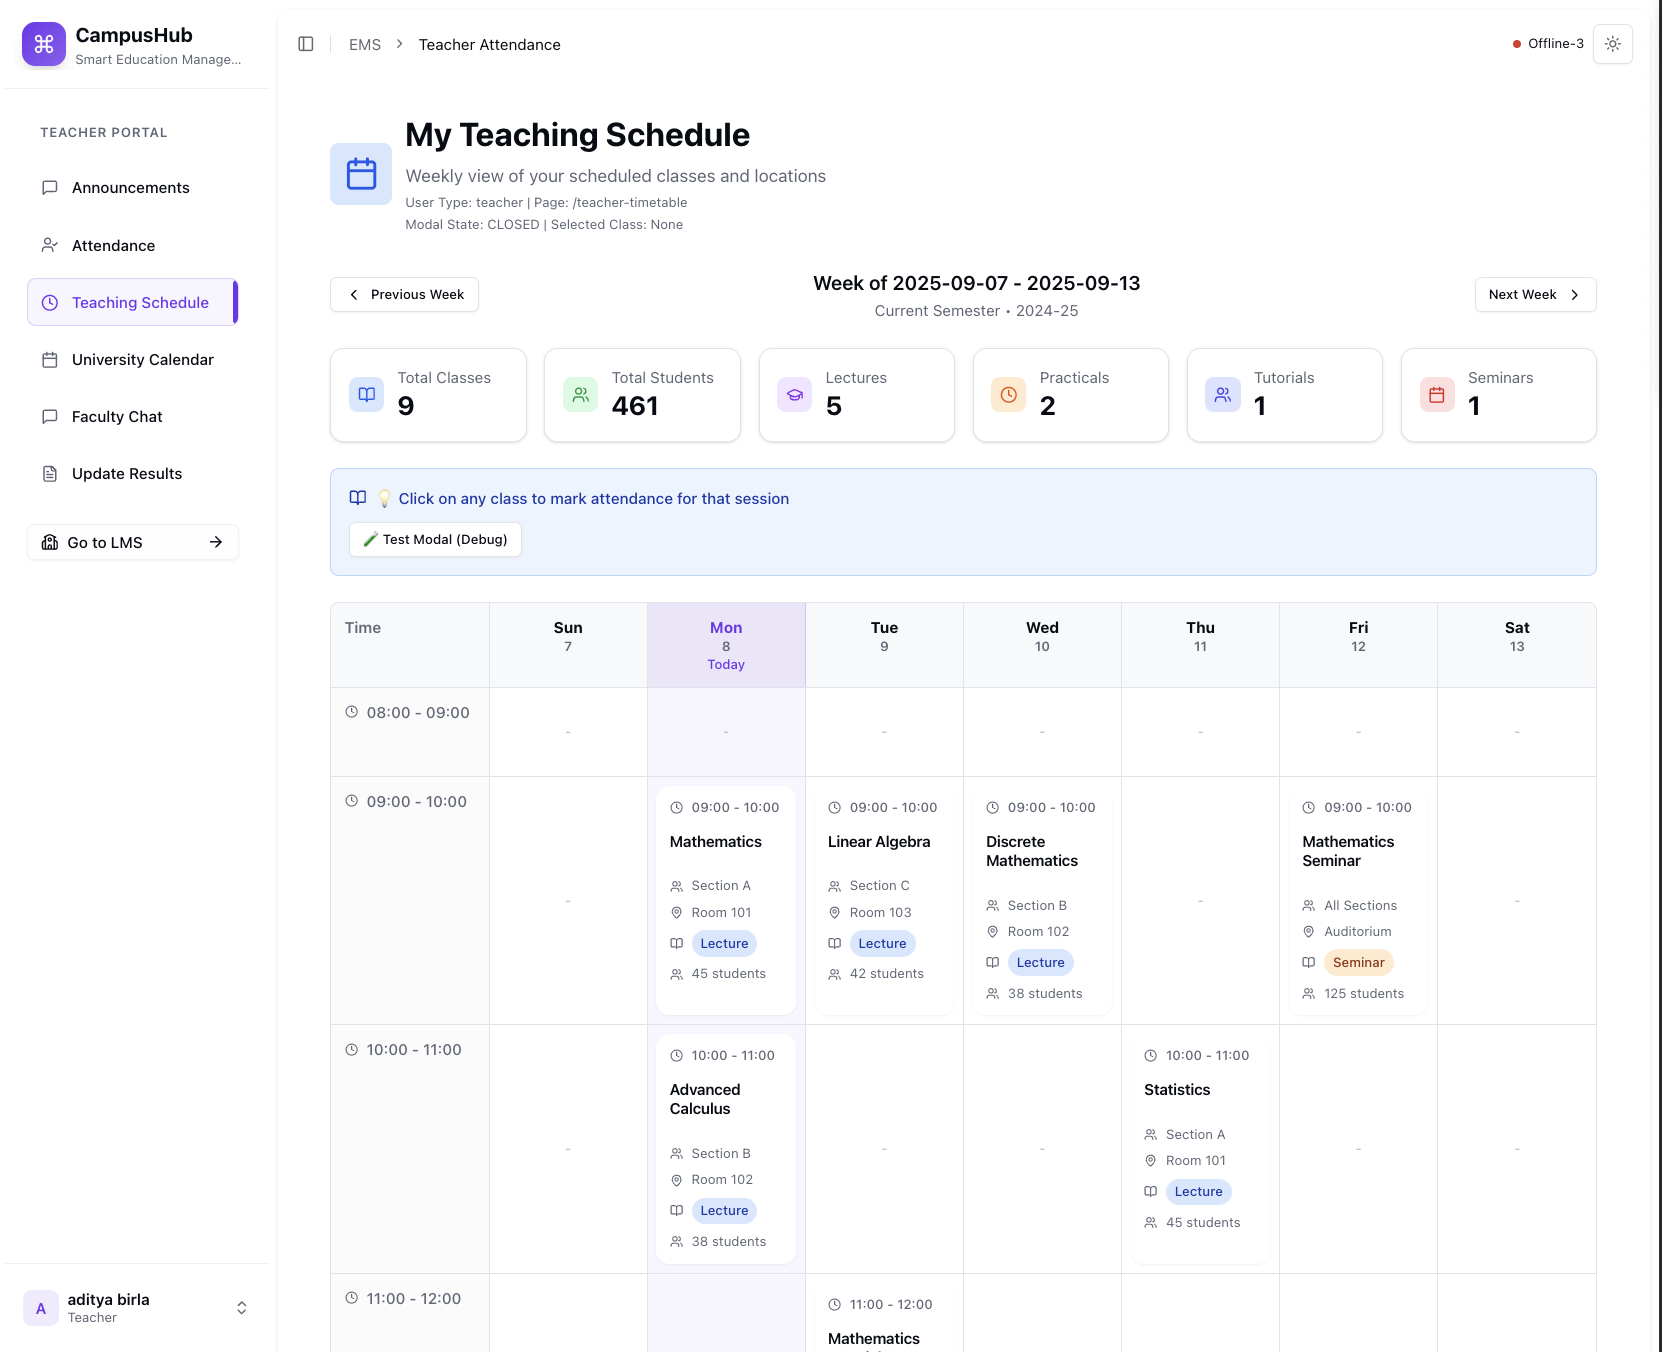 CampusHub
Smart Education Manage...
TEACHER PORTAL
Announcements
Attendance
Teaching Schedule
University Calendar
Faculty Chat
Update Results
Go to LMS
A
aditya birla
Teacher
EMS > Teacher Attendance
Offline-3
My Teaching Schedule
Weekly view of your scheduled classes and locations
User Type: teacher | Page: /teacher-timetable
Modal State: CLOSED | Selected Class: None
Previous Week
Week of 2025-09-07 - 2025-09-13
Current Semester • 2024-25
Next Week
Total Classes
9
Total Students
461
Lectures
5
Practicals
2
Tutorials
1
Seminars
1
💡 Click on any class to mark attendance for that session
🧪 Test Modal (Debug)
Time
Sun
7
Mon
8
Today
Tue
9
Wed
10
Thu
11
Fri
12
Sat
13
08:00 - 09:00
- - - - - - -
09:00 - 10:00
-
09:00 - 10:00
Mathematics
Section A
Room 101
Lecture
45 students
09:00 - 10:00
Linear Algebra
Section C
Room 103
Lecture
42 students
09:00 - 10:00
Discrete
Mathematics
Section B
Room 102
Lecture
38 students
-
09:00 - 10:00
Mathematics
Seminar
All Sections
Auditorium
Seminar
125 students
-
10:00 - 11:00
-
10:00 - 11:00
Advanced
Calculus
Section B
Room 102
Lecture
38 students
-
-
10:00 - 11:00
Statistics
Section A
Room 101
Lecture
45 students
-
-
11:00 - 12:00
11:00 - 12:00
Mathematics